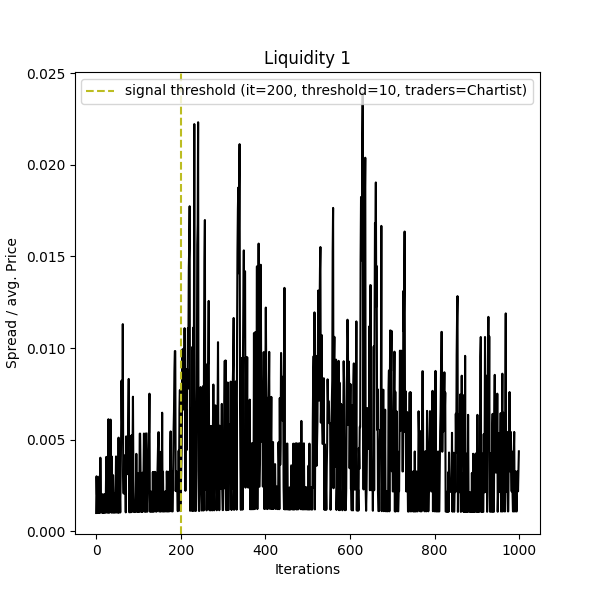 Liquidity 1
0.025
signal threshold (it=200, threshold=10, traders=Chartist)
0.020
0.015
0.010
0.005
0.000
Spread / avg. Price
0 200 400 600 800 1000
Iterations